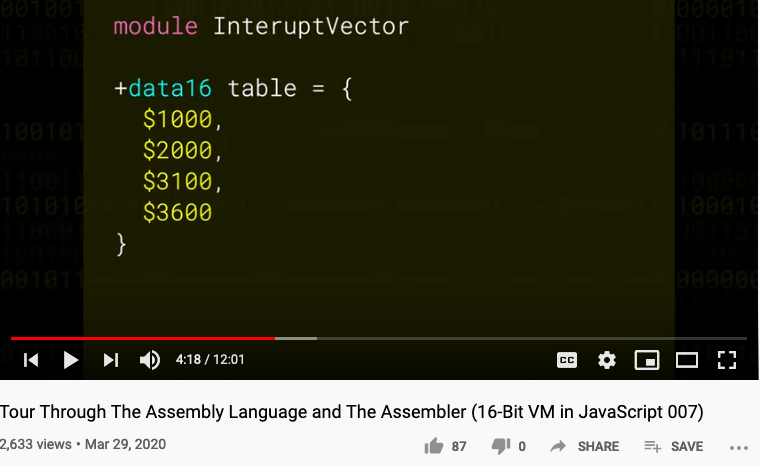 module InteruptVector
+data16 table = {
$1000,
$2000,
$3100,
$3600
}
4:18 / 12:01
CC
Tour Through The Assembly Language and The Assembler (16-Bit VM in JavaScript 007)
2,633 views • Mar 29, 2020
87
0
SHARE
SAVE